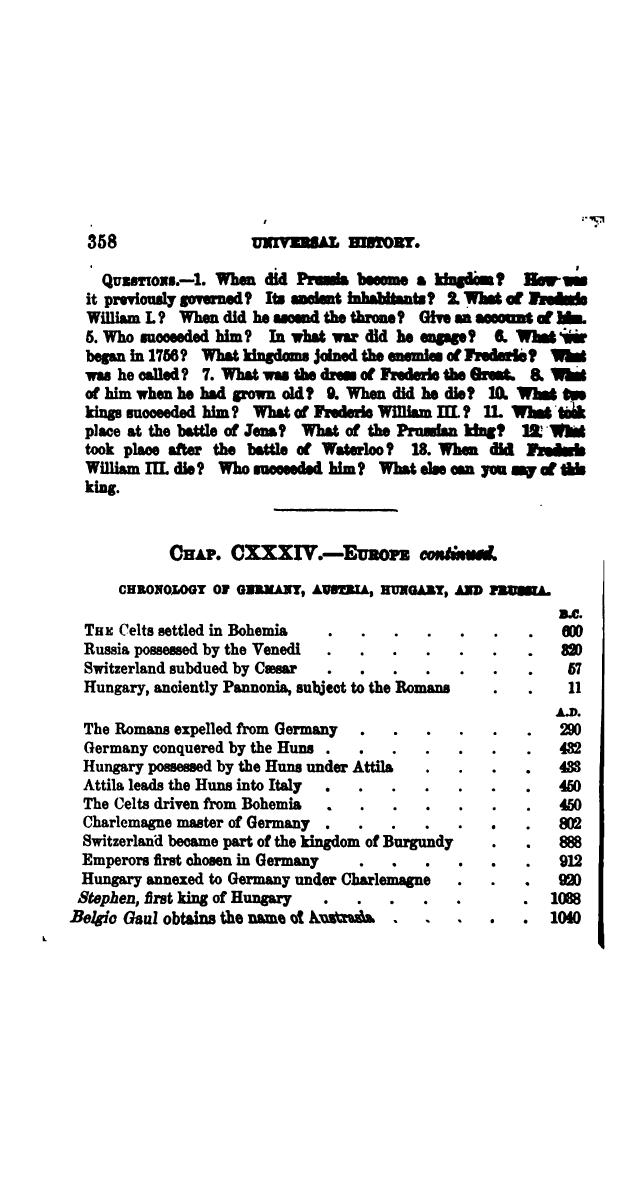 358 UNIVERSAL HISTORY.
QUESTIONS.—1. When did Prussia become a kingdom? How was
it previously governed? Its ancient inhabitants? 2. What of Frederic
William I.? When did he ascend the throne? Give an account of him.
5. Who succeeded him? In what war did he engage? 6. What war
began in 1756? What kingdoms joined the enemies of Frederic? What
was he called? 7. What was the dress of Frederic the Great. 8. What
of him when he had grown old? 9. When did he die? 10. What two
kings succeeded him? What of Frederic William III.? 11. What took
place at the battle of Jena? What of the Prussian king? 12. What
took place after the battle of Waterloo? 13. When did Frederic
William III. die? Who succeeded him? What else can you say of this
king.
CHAP. CXXXIV.—EUROPE continued.
CHRONOLOGY OF GERMANY, AUSTRIA, HUNGARY, AND PRUSSIA.
B.C.
THE Celts settled in Bohemia . . . . . . . 600
Russia possessed by the Venedi . . . . . . . 320
Switzerland subdued by Cæsar . . . . . . . 57
Hungary, anciently Pannonia, subject to the Romans . . 11
A.D.
The Romans expelled from Germany . . . . . . 290
Germany conquered by the Huns . . . . . . . 432
Hungary possessed by the Huns under Attila . . . . 433
Attila leads the Huns into Italy . . . . . . . 450
The Celts driven from Bohemia . . . . . . . 450
Charlemagne master of Germany . . . . . . . 802
Switzerland became part of the kingdom of Burgundy . . 888
Emperors first chosen in Germany . . . . . . 912
Hungary annexed to Germany under Charlemagne . . . 920
Stephen, first king of Hungary . . . . . . 1038
Belgic Gaul obtains the name of Austrasia . . . . . 1040